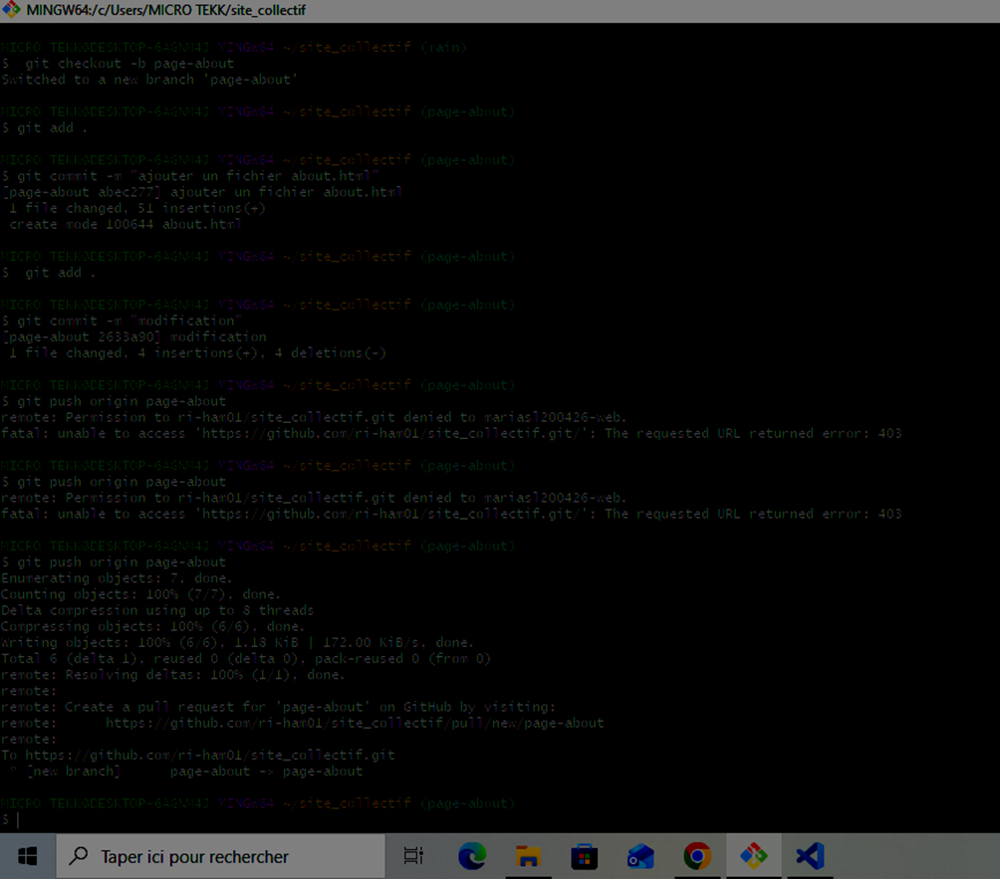 MINGW64:/c/Users/MICRO TEKK/site_collectif
MICRO TEKK@DESKTOP-6AGNM4J MINGW64 ~/site_collectif (main)
$  git checkout -b page-about
Switched to a new branch 'page-about'
MICRO TEKK@DESKTOP-6AGNM4J MINGW64 ~/site_collectif (page-about)
$ git add .
MICRO TEKK@DESKTOP-6AGNM4J MINGW64 ~/site_collectif (page-about)
$ git commit -m "ajouter un fichier about.html"
[page-about abec277] ajouter un fichier about.html
 1 file changed, 51 insertions(+)
 create mode 100644 about.html
MICRO TEKK@DESKTOP-6AGNM4J MINGW64 ~/site_collectif (page-about)
$  git add .
MICRO TEKK@DESKTOP-6AGNM4J MINGW64 ~/site_collectif (page-about)
$ git commit -m "modification"
[page-about 2633a90] modification
 1 file changed, 4 insertions(+), 4 deletions(-)
MICRO TEKK@DESKTOP-6AGNM4J MINGW64 ~/site_collectif (page-about)
$ git push origin page-about
remote: Permission to ri-ham01/site_collectif.git denied to mariasl200426-web.
fatal: unable to access 'https://github.com/ri-ham01/site_collectif.git/': The requested URL returned error: 403
MICRO TEKK@DESKTOP-6AGNM4J MINGW64 ~/site_collectif (page-about)
$ git push origin page-about
remote: Permission to ri-ham01/site_collectif.git denied to mariasl200426-web.
fatal: unable to access 'https://github.com/ri-ham01/site_collectif.git/': The requested URL returned error: 403
MICRO TEKK@DESKTOP-6AGNM4J MINGW64 ~/site_collectif (page-about)
$ git push origin page-about
Enumerating objects: 7, done.
Counting objects: 100% (7/7), done.
Delta compression using up to 8 threads
Compressing objects: 100% (6/6), done.
Writing objects: 100% (6/6), 1.18 KiB | 172.00 KiB/s, done.
Total 6 (delta 1), reused 0 (delta 0), pack-reused 0 (from 0)
remote: Resolving deltas: 100% (1/1), done.
remote:
remote: Create a pull request for 'page-about' on GitHub by visiting:
remote:      https://github.com/ri-ham01/site_collectif/pull/new/page-about
remote:
To https://github.com/ri-ham01/site_collectif.git
 * [new branch]      page-about -> page-about
MICRO TEKK@DESKTOP-6AGNM4J MINGW64 ~/site_collectif (page-about)
$
Taper ici pour rechercher